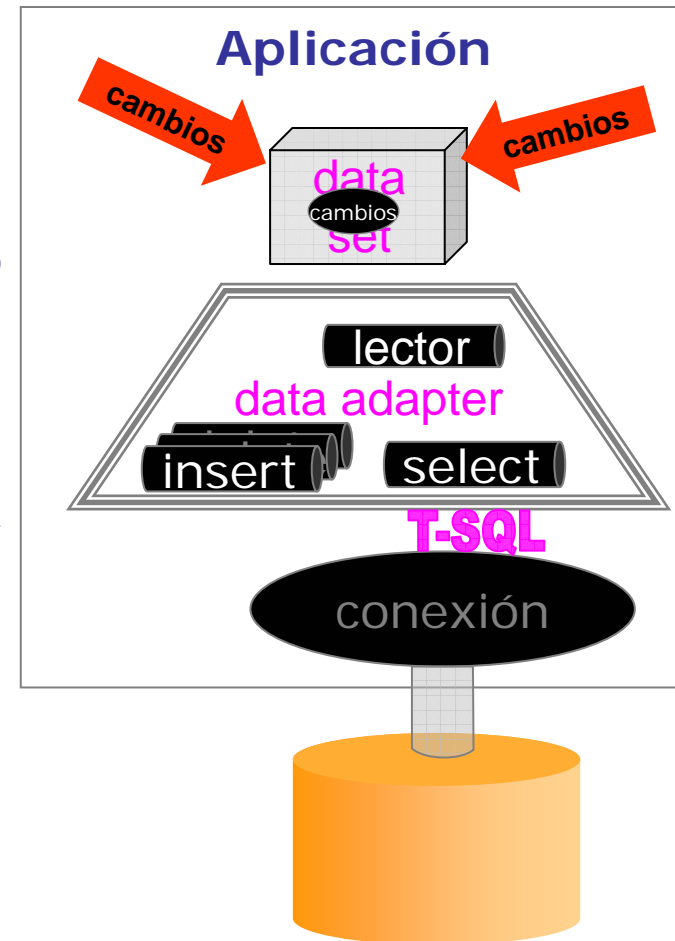 Aplicación
cambios
cambios
data
cambios
set
lector
data adapter
insert
select
T-SQL
conexión